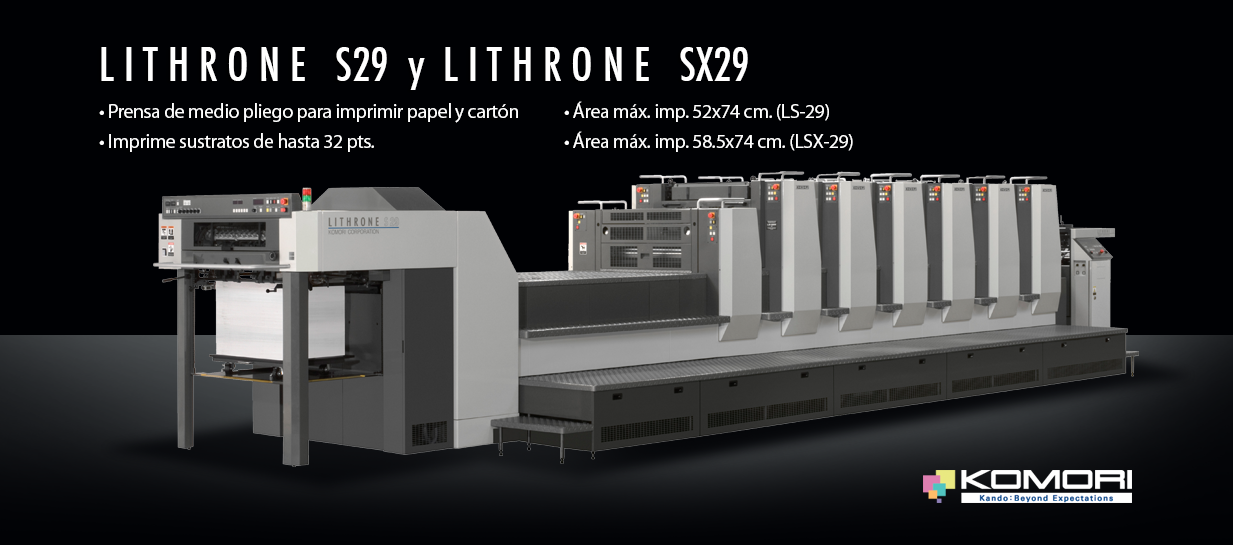 LITHRONE S29 y LITHRONE SX29
• Prensa de medio pliego para imprimir papel y cartón
• Imprime sustratos de hasta 32 pts.
• Área máx. imp. 52x74 cm. (LS-29)
• Área máx. imp. 58.5x74 cm. (LSX-29)
LITHRONE S29
KOMORI CORPORATION
KOMORI
Kando: Beyond Expectations